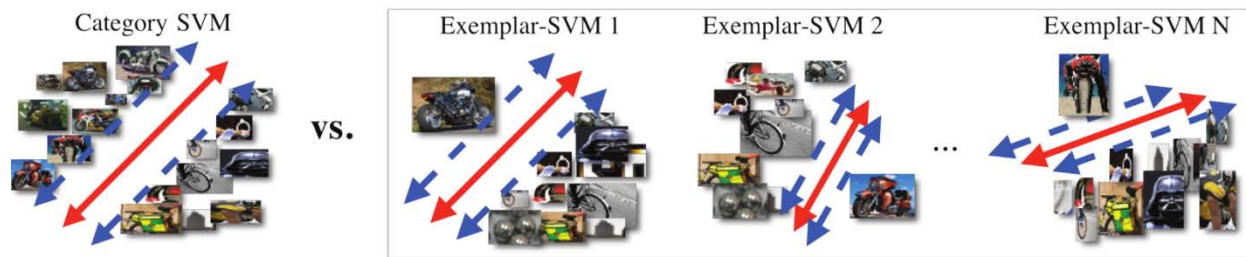 Category SVM
vs.
Exemplar-SVM 1
Exemplar-SVM 2
...
Exemplar-SVM N